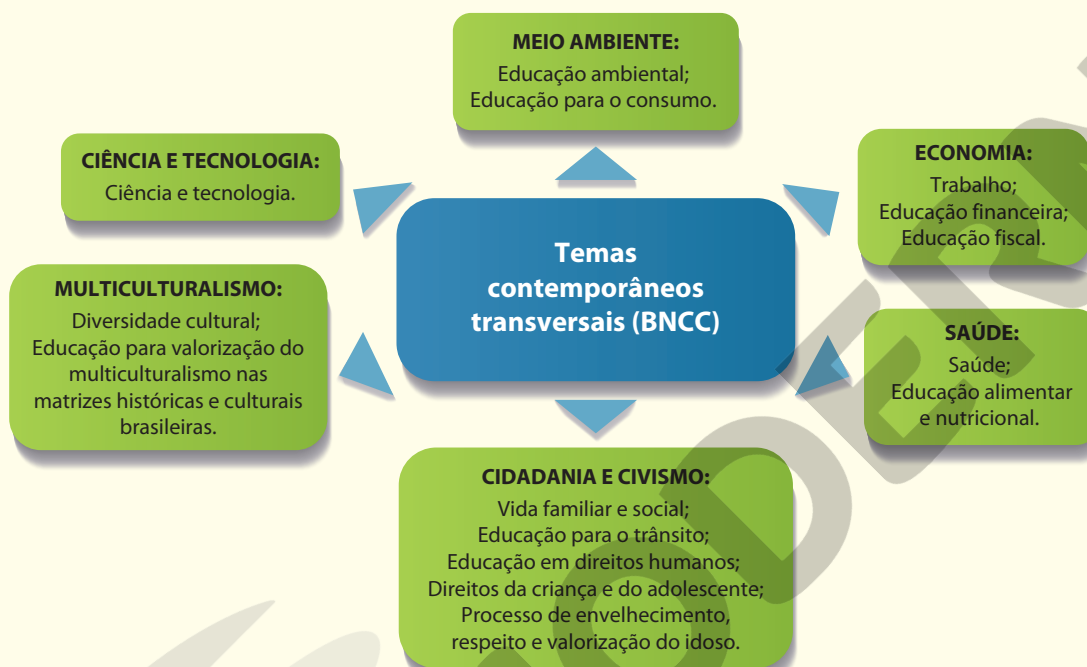 MEIO AMBIENTE:
Educação ambiental;
Educação para o consumo.
CIÊNCIA E TECNOLOGIA:
Ciência e tecnologia.
ECONOMIA:
Trabalho;
Educação financeira;
Educação fiscal.
Temas
contemporâneos
transversais (BNCC)
MULTICULTURALISMO:
Diversidade cultural;
Educação para valorização do
multiculturalismo nas
matrizes históricas e culturais
brasileiras.
SAÚDE:
Saúde;
Educação alimentar
e nutricional.
CIDADANIA E CIVISMO:
Vida familiar e social;
Educação para o trânsito;
Educação em direitos humanos;
Direitos da criança e do adolescente;
Processo de envelhecimento,
respeito e valorização do idoso.